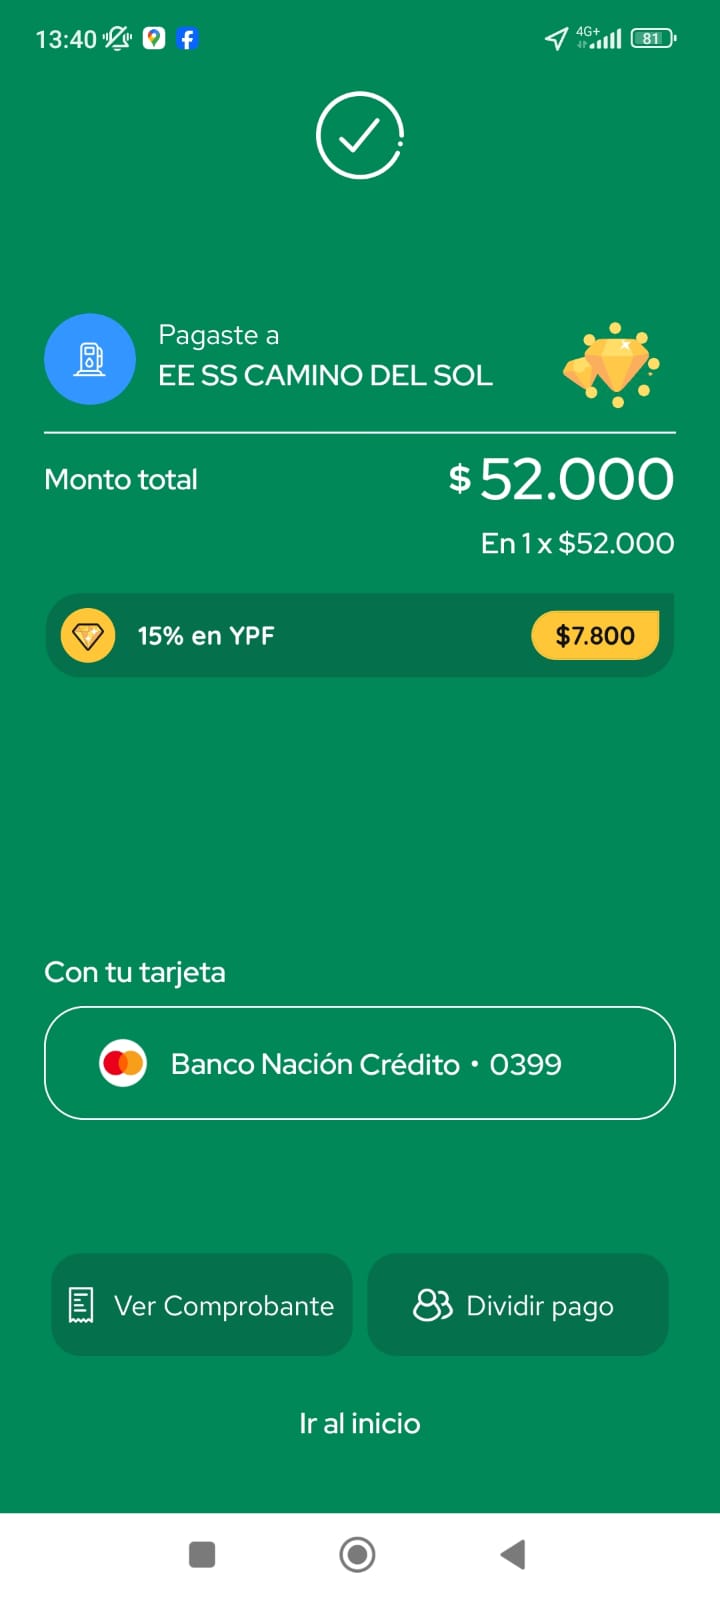 13:40
4G+
81
Pagaste a
EE SS CAMINO DEL SOL
Monto total
$ 52.000
En 1 x $52.000
15% en YPF
$7.800
Con tu tarjeta
Banco Nación Crédito • 0399
Ver Comprobante
Dividir pago
Ir al inicio